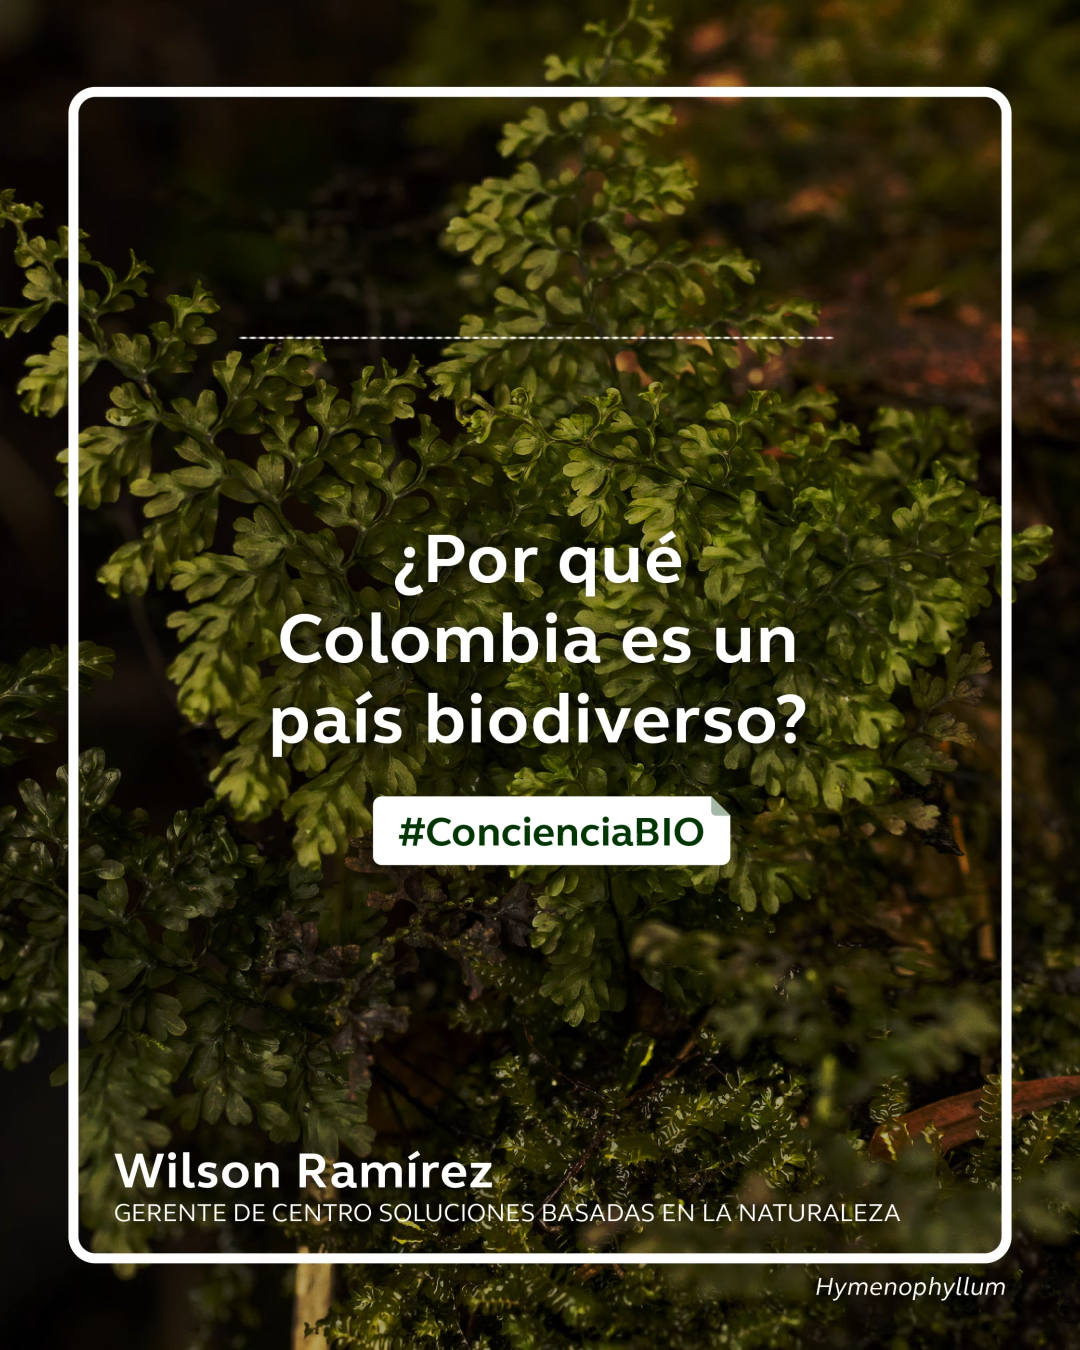 ¿Por qué
Colombia es un
país biodiverso?
#ConcienciaBIO
Wilson Ramírez
GERENTE DE CENTRO SOLUCIONES BASADAS EN LA NATURALEZA
Hymenophyllum